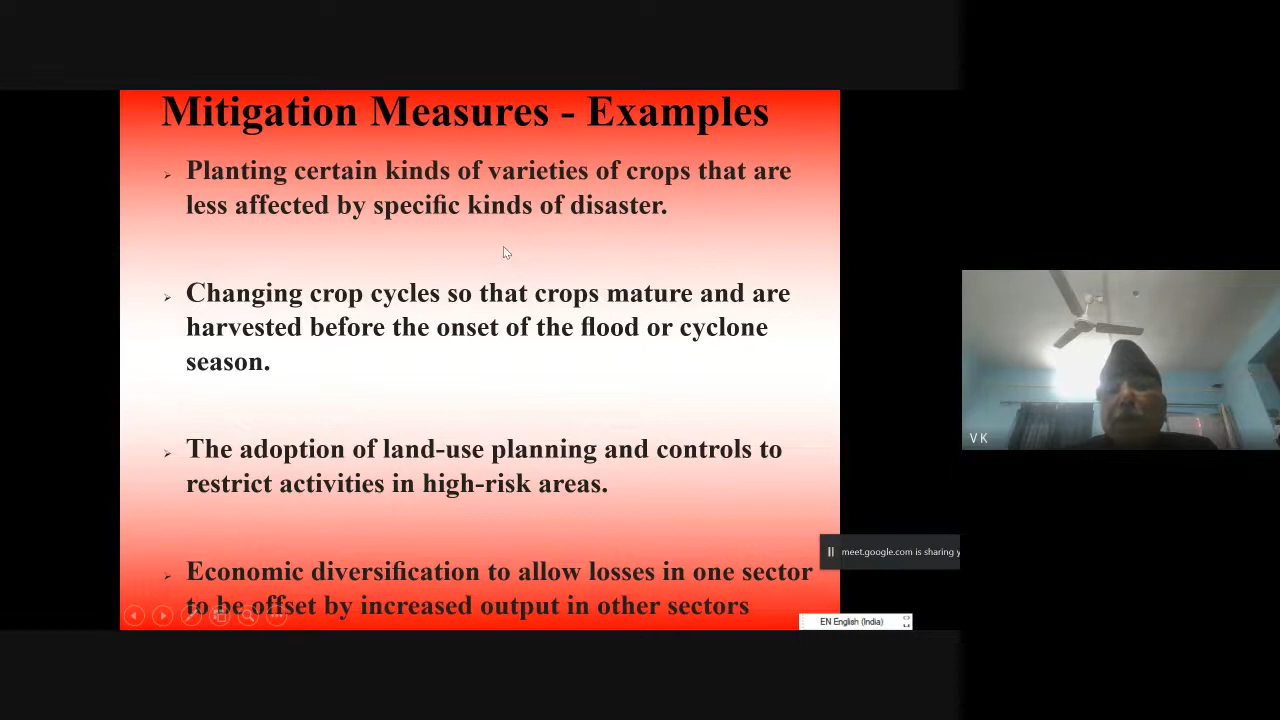 Mitigation Measures - Examples
Planting certain kinds of varieties of crops that are
less affected by specific kinds of disaster.
Changing crop cycles so that crops mature and are
harvested before the onset of the flood or cyclone
season.
The adoption of land-use planning and controls to
restrict activities in high-risk areas.
Economic diversification to allow losses in one sector
to be offset by increased output in other sectors
meet.google.com is sharing y
EN English (India)
V K